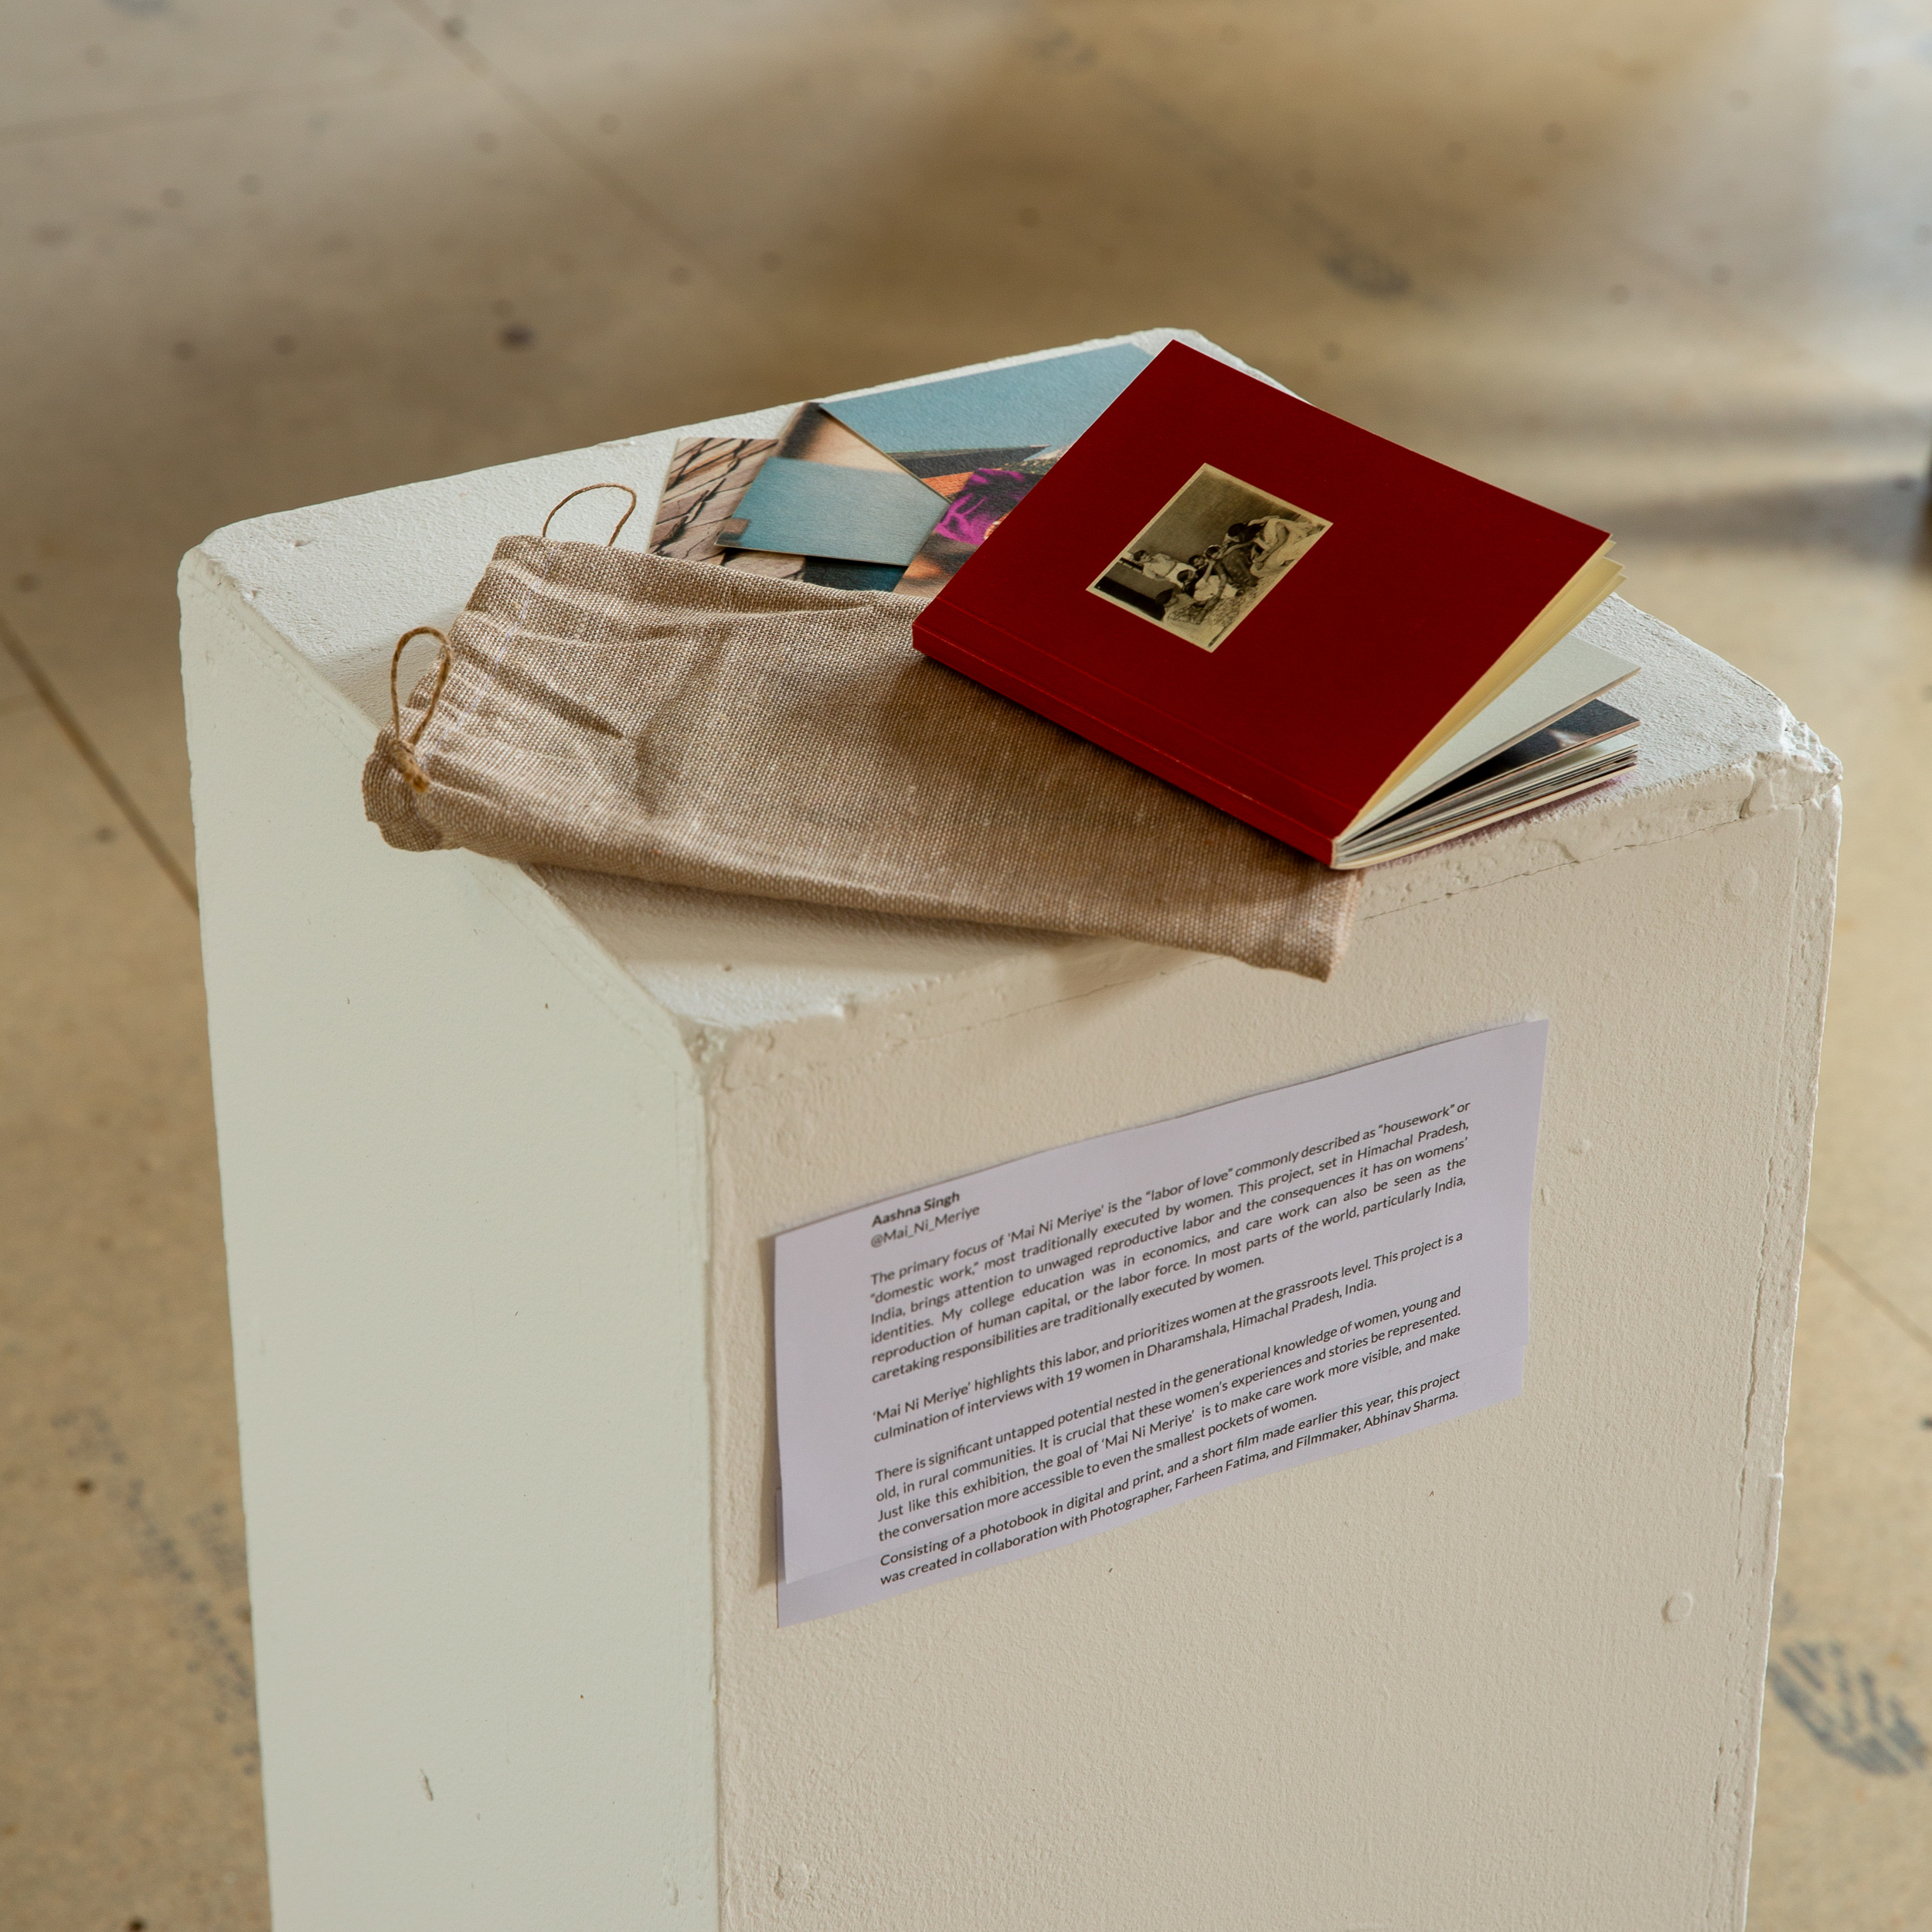 Aashna Singh
@Mai_Ni_Meriye
The primary focus of ‘Mai Ni Meriye’ is the “labor of love” commonly described as “housework” or
“domestic work,” most traditionally executed by women. This project, set in Himachal Pradesh,
India, brings attention to unwaged reproductive labor and the consequences it has on womens’
identities. My college education was in economics, and care work can also be seen as the
reproduction of human capital, or the labor force. In most parts of the world, particularly India,
caretaking responsibilities are traditionally executed by women.
‘Mai Ni Meriye’ highlights this labor, and prioritizes women at the grassroots level. This project is a
culmination of interviews with 19 women in Dharamshala, Himachal Pradesh, India.
There is significant untapped potential nested in the generational knowledge of women, young and
old, in rural communities. It is crucial that these women’s experiences and stories be represented.
Just like this exhibition, the goal of ‘Mai Ni Meriye’ is to make care work more visible, and make
the conversation more accessible to even the smallest pockets of women.
Consisting of a photobook in digital and print, and a short film made earlier this year, this project
was created in collaboration with Photographer, Farheen Fatima, and Filmmaker, Abhinav Sharma.